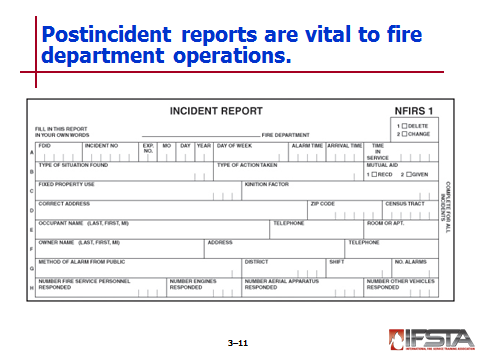 Postincident reports are vital to fire
department operations.
INCIDENT REPORT
NFIRS 1
FILL IN THIS REPORT
IN YOUR OWN WORDS
FIRE DEPARTMENT
1 DELETE
2 CHANGE
A
FDID
INCIDENT NO
EXP. NO.
MO
DAY
YEAR
DAY OF WEEK
ALARM TIME
ARRIVAL TIME
TIME IN SERVICE
B
TYPE OF SITUATION FOUND
TYPE OF ACTION TAKEN
MUTUAL AID
1 RECD 2 GIVEN
C
FIXED PROPERTY USE
KINITION FACTOR
D
CORRECT ADDRESS
ZIP CODE
CENSUS TRACT
E
OCCUPANT NAME (LAST, FIRST, MI)
TELEPHONE
ROOM OR APT.
F
OWNER NAME (LAST, FIRST, MI)
ADDRESS
TELEPHONE
G
METHOD OF ALARM FROM PUBLIC
DISTRICT
SHIFT
NO. ALARMS
H
NUMBER FIRE SERVICE PERSONNEL
RESPONDED
NUMBER ENGINES
RESPONDED
NUMBER AERIAL APPARATUS
RESPONDED
NUMBER OTHER VEHICLES
RESPONDED
COMPLETE FOR ALL
INCIDENTS
3–11
IFSTA
INTERNATIONAL FIRE SERVICE TRAINING ASSOCIATION